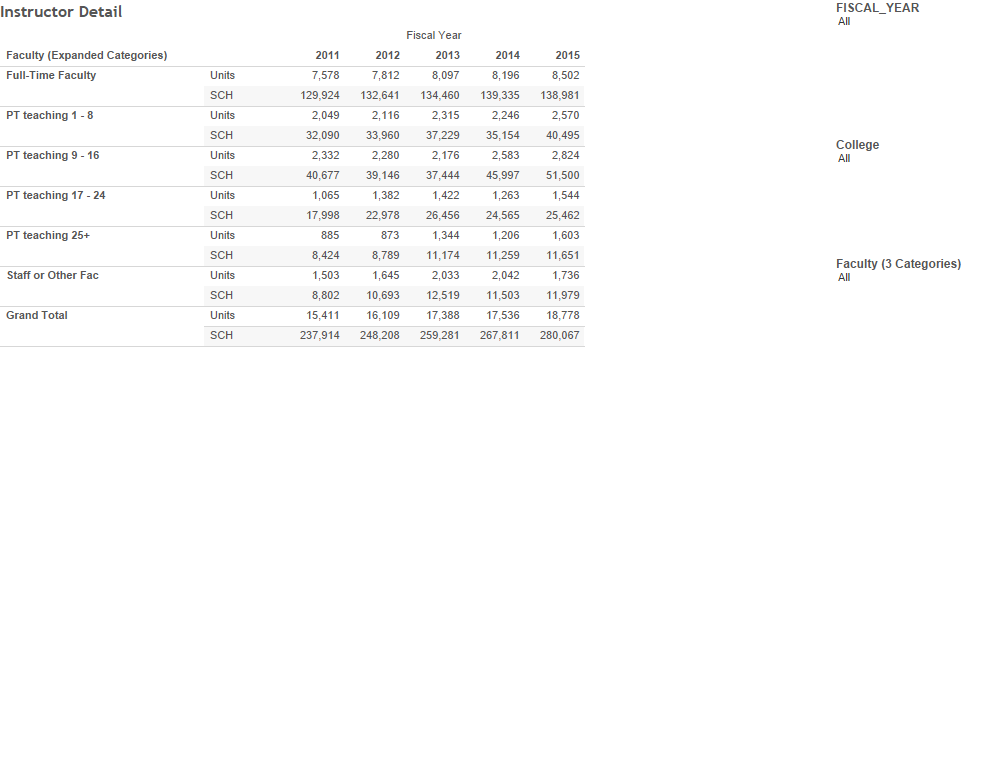 Instructor Detail
Fiscal Year
Faculty (Expanded Categories) 2011 2012 2013 2014 2015
Full-Time Faculty Units 7,578 7,812 8,097 8,196 8,502
SCH 129,924 132,641 134,460 139,335 138,981
PT teaching 1 - 8 Units 2,049 2,116 2,315 2,246 2,570
SCH 32,090 33,960 37,229 35,154 40,495
PT teaching 9 - 16 Units 2,332 2,280 2,176 2,583 2,824
SCH 40,677 39,146 37,444 45,997 51,500
PT teaching 17 - 24 Units 1,065 1,382 1,422 1,263 1,544
SCH 17,998 22,978 26,456 24,565 25,462
PT teaching 25+ Units 885 873 1,344 1,206 1,603
SCH 8,424 8,789 11,174 11,259 11,651
Staff or Other Fac Units 1,503 1,645 2,033 2,042 1,736
SCH 8,802 10,693 12,519 11,503 11,979
Grand Total Units 15,411 16,109 17,388 17,536 18,778
SCH 237,914 248,208 259,281 267,811 280,067
FISCAL_YEAR
All
College
All
Faculty (3 Categories)
All